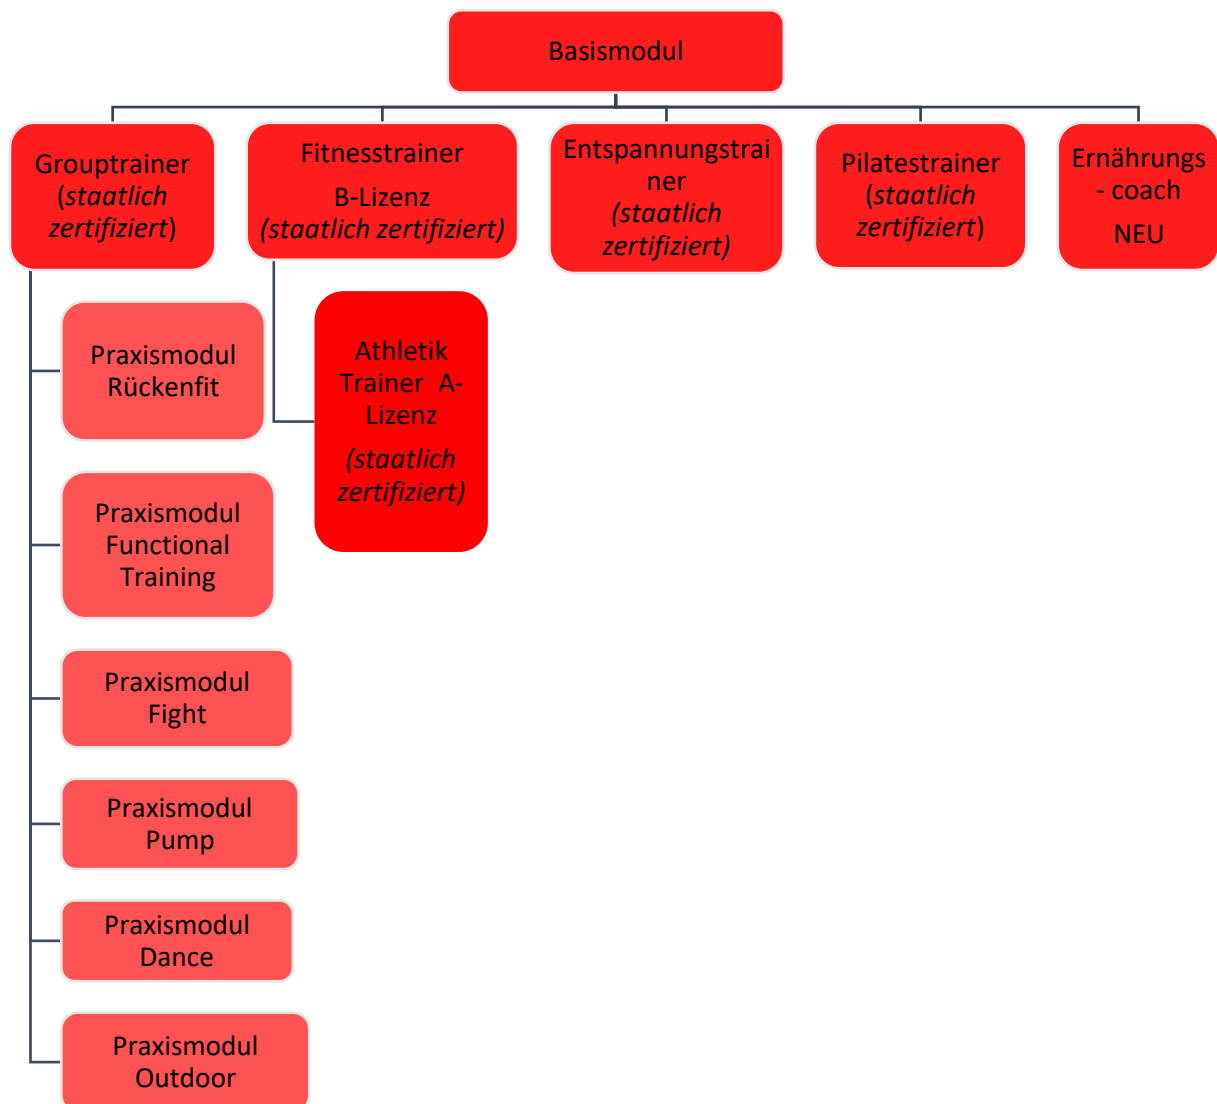 Basismodul
Grouptrainer
(staatlich
zertifiziert)
Fitnesstrainer
B-Lizenz
(staatlich zertifiziert)
Entspannungstrai
ner
(staatlich
zertifiziert)
Pilatestrainer
(staatlich
zertifiziert)
Ernährungs
- coach
NEU
Praxismodul
Rückenfit
Athletik
Trainer A-
Lizenz
(staatlich
zertifiziert)
Praxismodul
Functional
Training
Praxismodul
Fight
Praxismodul
Pump
Praxismodul
Dance
Praxismodul
Outdoor